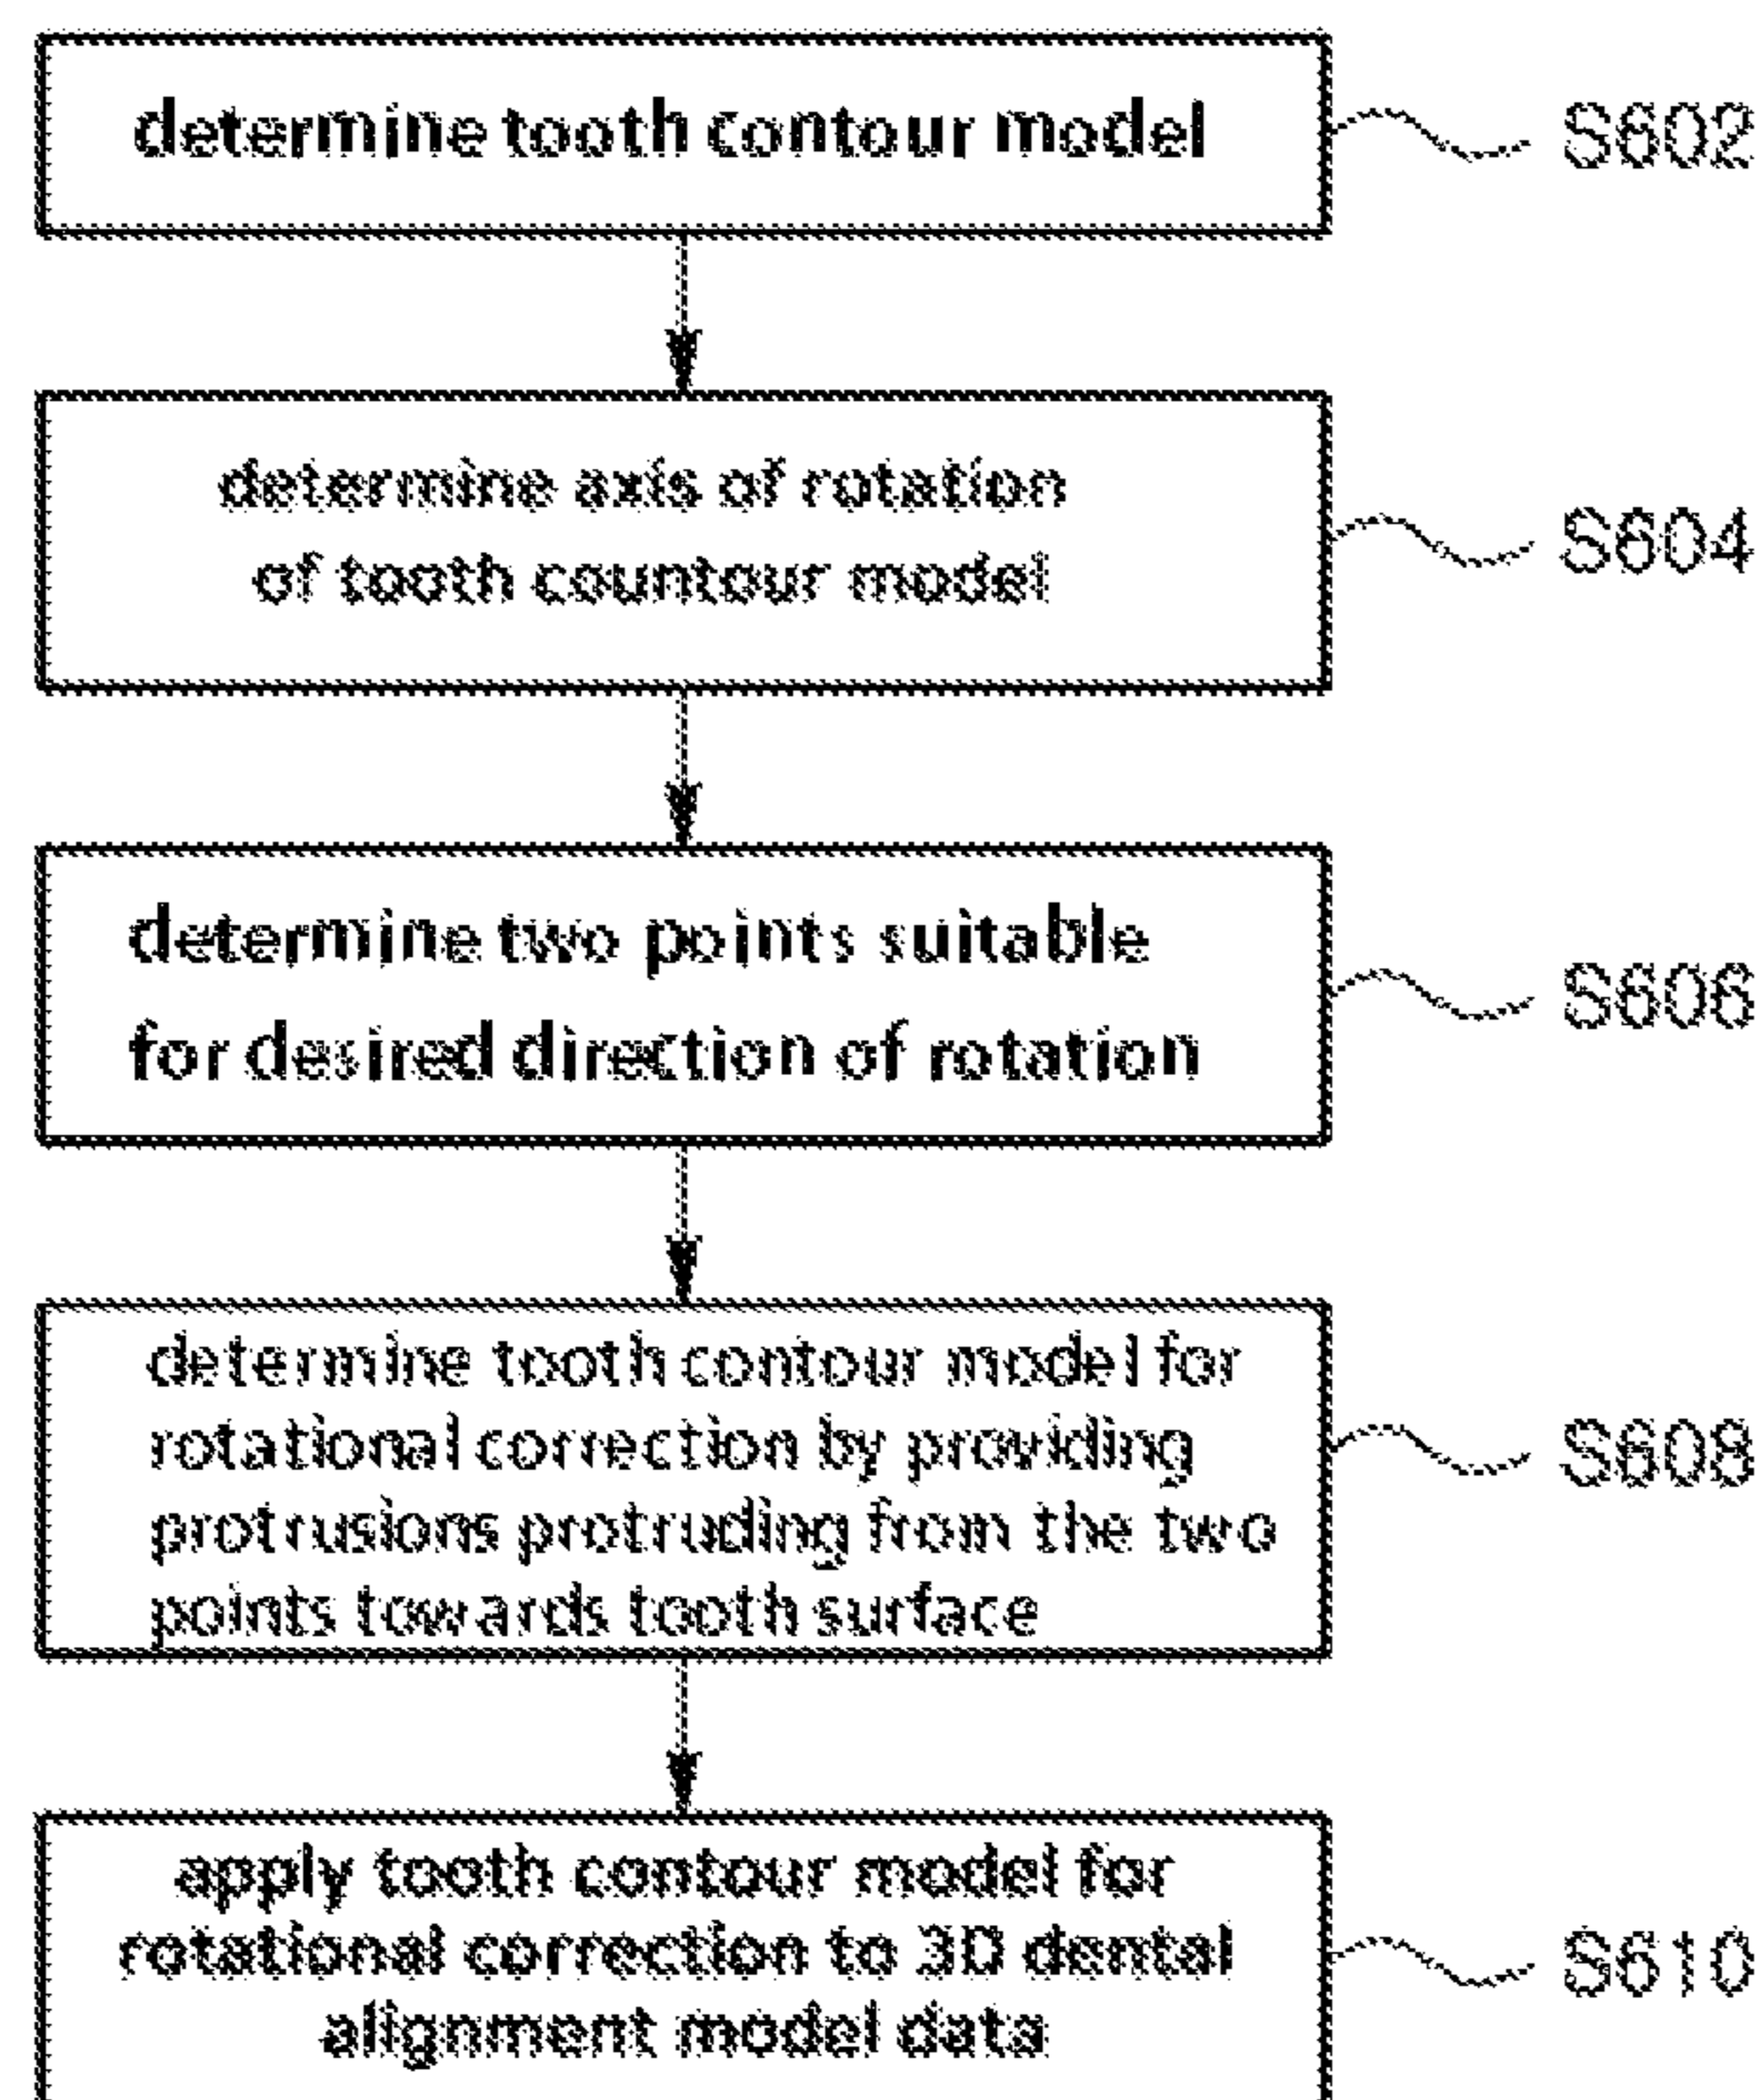 determine tooth contour model
S602
determine axis of rotation
of tooth countour model
S604
determine two points suitable
for desired direction of rotation
S606
determine tooth contour model for
rotational correction by providing
protrusions protruding from the two
points towards tooth surface
S608
apply tooth contour model for
rotational correction to 3D dental
alignment model data
S610